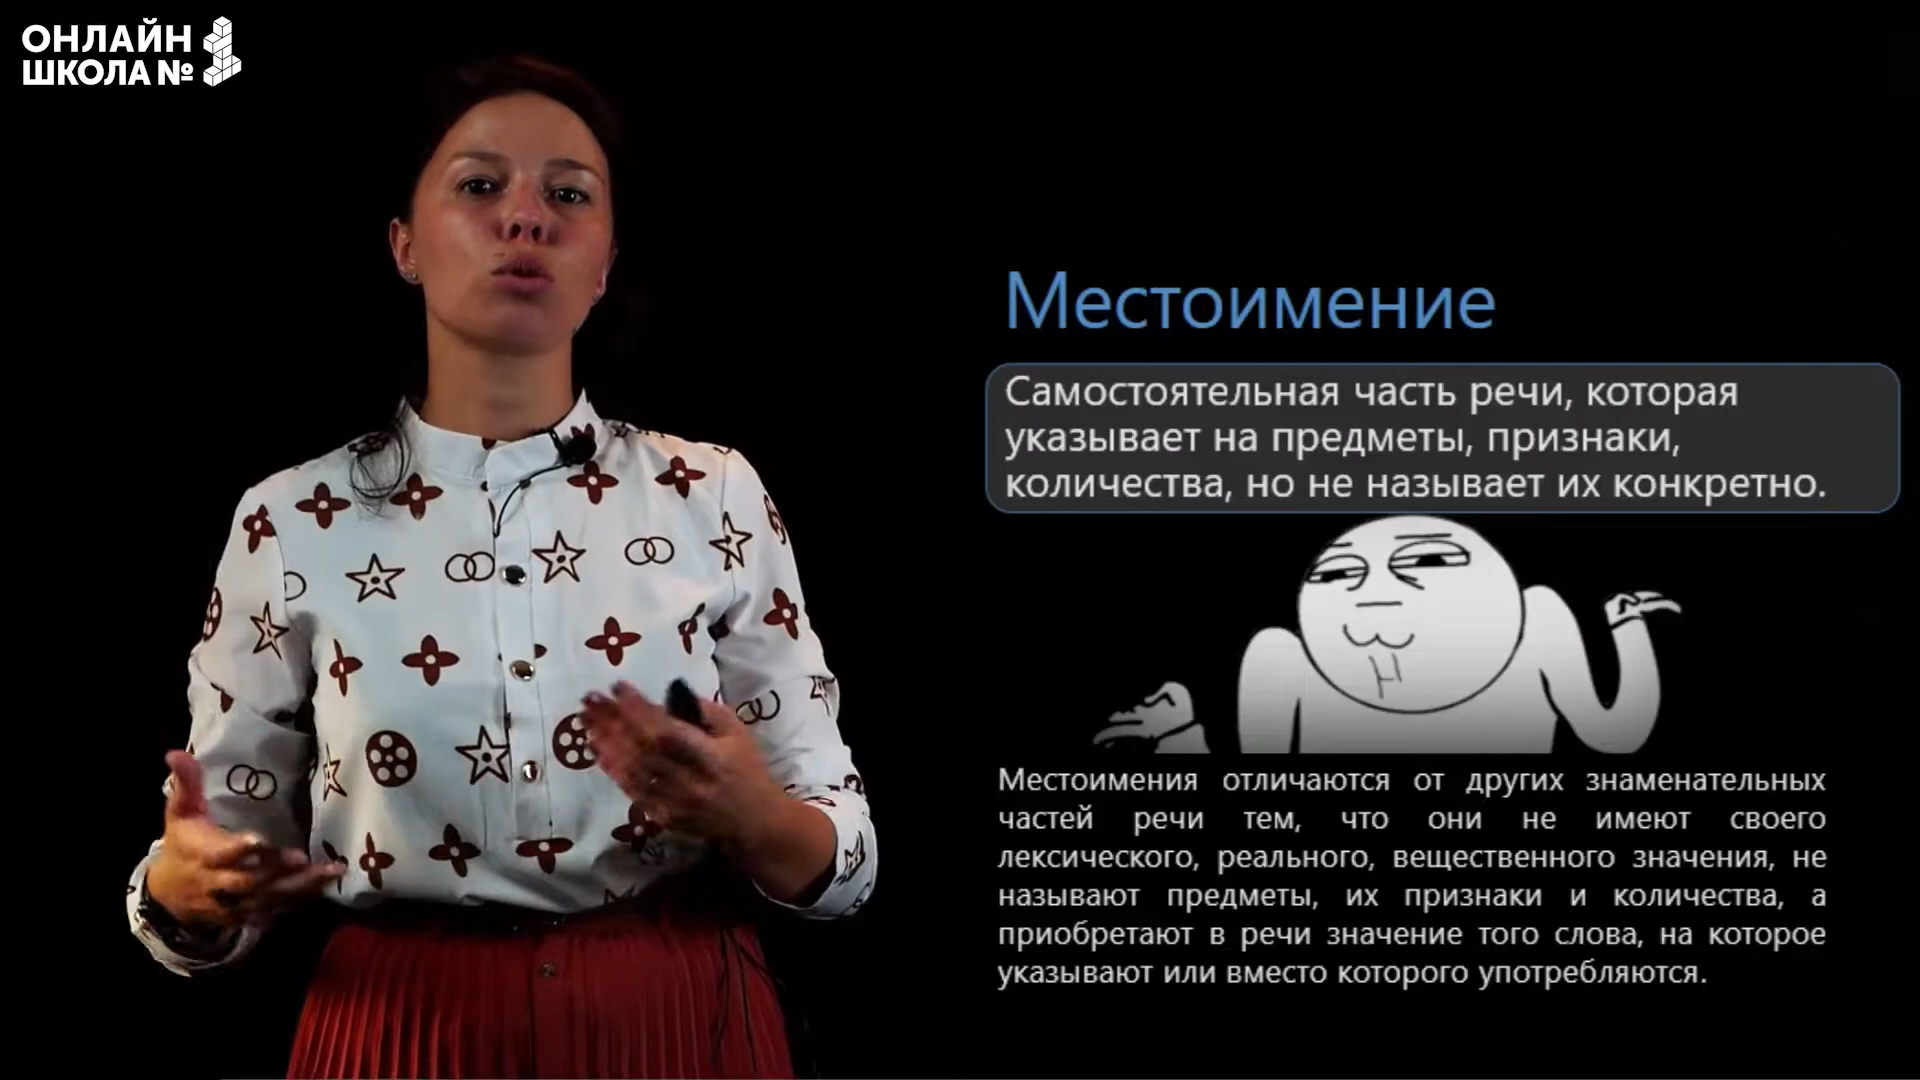 ОНЛАЙН
ШКОЛА №1
Местоимение
Самостоятельная часть речи, которая
указывает на предметы, признаки,
количества, но не называет их конкретно.
Местоимения отличаются от других знаменательных
частей речи тем, что они не имеют своего
лексического, реального, вещественного значения, не
называют предметы, их признаки и количества, а
приобретают в речи значение того слова, на которое
указывают или вместо которого употребляются.